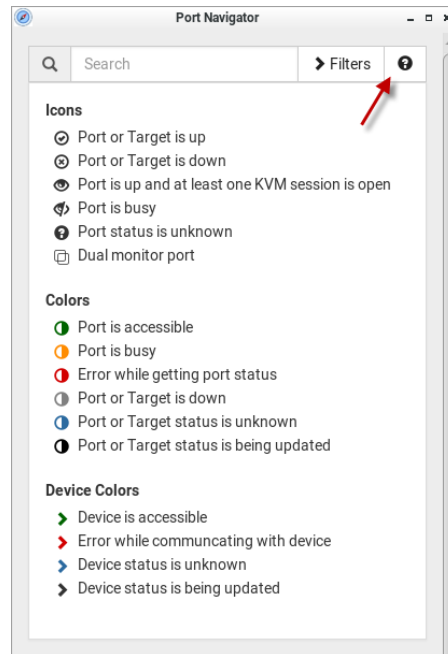 Port Navigator
Search
Filters
Icons
Port or Target is up
Port or Target is down
Port is up and at least one KVM session is open
Port is busy
Port status is unknown
Dual monitor port
Colors
Port is accessible
Port is busy
Error while getting port status
Port or Target is down
Port or Target status is unknown
Port or Target status is being updated
Device Colors
Device is accessible
Error while communcating with device
Device status is unknown
Device status is being updated